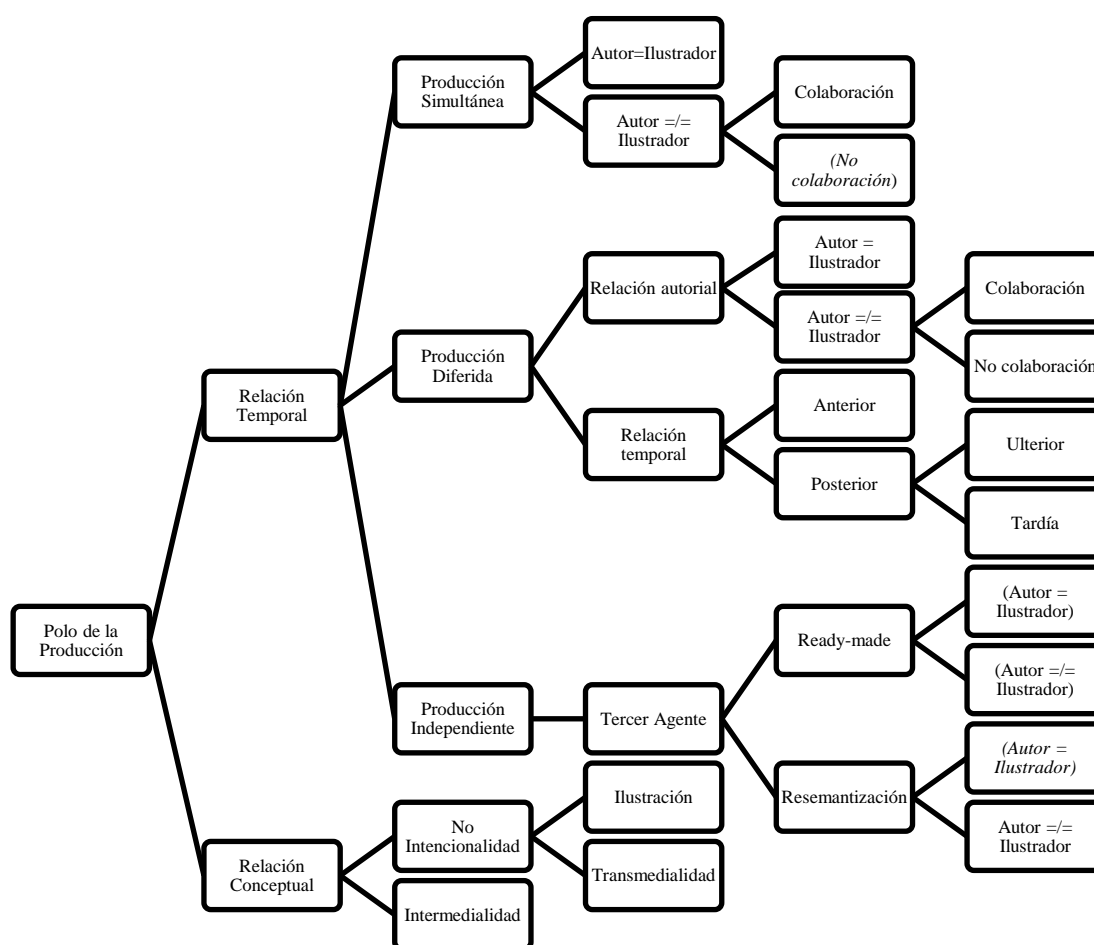 Autor=Ilustrador
Producción
Simultánea
Colaboración
Autor =/=
Ilustrador
(No
colaboración)
Autor =
Ilustrador
Relación autorial
Colaboración
Autor =/=
Ilustrador
Producción
Diferida
No colaboración
Relación
Temporal
Anterior
Relación
temporal
Ulterior
Posterior
Tardía
(Autor =
Ilustrador)
Polo de la
Producción
Ready-made
(Autor =/=
Ilustrador)
Producción
Independiente
Tercer Agente
(Autor =
Ilustrador)
Resemantización
Ilustración
No
Intencionalidad
Autor =/=
Ilustrador
Relación
Conceptual
Transmedialidad
Intermedialidad